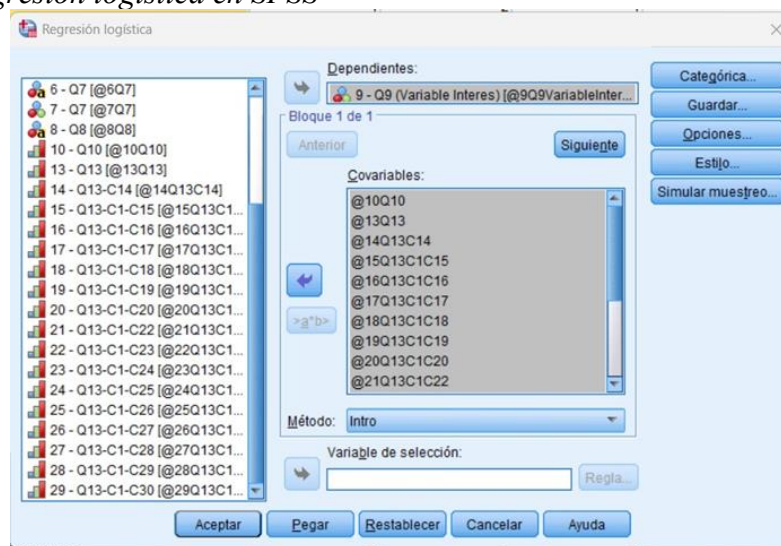 regresión logística en SPSS
Regresión logística
6 - Q7 [@6Q7]
7 - Q7 [@7Q7]
8 - Q8 [@8Q8]
10 - Q10 [@10Q10]
13 - Q13 [@13Q13]
14 - Q13-C14 [@14Q13C14]
15 - Q13-C1-C15 [@15Q13C1...
16 - Q13-C1-C16 [@16Q13C1...
17 - Q13-C1-C17 [@17Q13C1...
18 - Q13-C1-C18 [@18Q13C1...
19 - Q13-C1-C19 [@19Q13C1...
20 - Q13-C1-C20 [@20Q13C1...
21 - Q13-C1-C22 [@21Q13C1...
22 - Q13-C1-C23 [@22Q13C1...
23 - Q13-C1-C24 [@23Q13C1...
24 - Q13-C1-C25 [@24Q13C1...
25 - Q13-C1-C26 [@25Q13C1...
26 - Q13-C1-C27 [@26Q13C1...
27 - Q13-C1-C28 [@27Q13C1...
28 - Q13-C1-C29 [@28Q13C1...
29 - Q13-C1-C30 [@29Q13C1...
Dependientes:
9 - Q9 (Variable Interes) [@9Q9VariableInter...
Bloque 1 de 1
Anterior
Siguiente
Covariables:
@10Q10
@13Q13
@14Q13C14
@15Q13C1C15
@16Q13C1C16
@17Q13C1C17
@18Q13C1C18
@19Q13C1C19
@20Q13C1C20
@21Q13C1C22
>a*b>
Método: Intro
Variable de selección:
Regla...
Categórica...
Guardar...
Opciones...
Estilo...
Simular muestreo...
Aceptar
Pegar
Restablecer
Cancelar
Ayuda